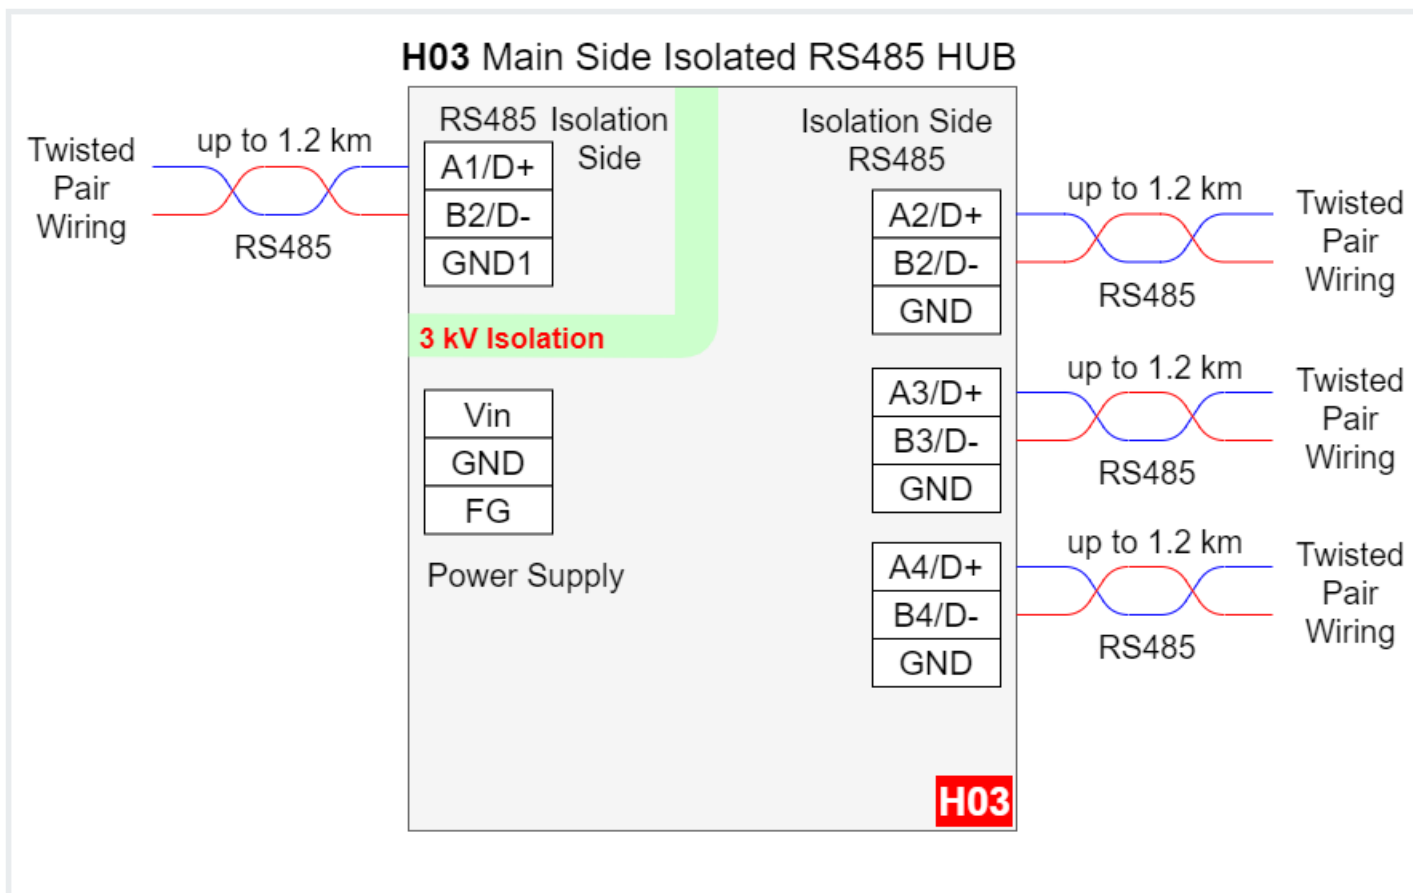 H03 Main Side Isolated RS485 HUB
Twisted
Pair
Wiring
up to 1.2 km
RS485
RS485
Isolation
Side
A1/D+
B2/D-
GND1
3 kV Isolation
Vin
GND
FG
Power Supply
Isolation Side
RS485
A2/D+
B2/D-
GND
up to 1.2 km
RS485
Twisted
Pair
Wiring
A3/D+
B3/D-
GND
up to 1.2 km
RS485
Twisted
Pair
Wiring
A4/D+
B4/D-
GND
up to 1.2 km
RS485
Twisted
Pair
Wiring
H03